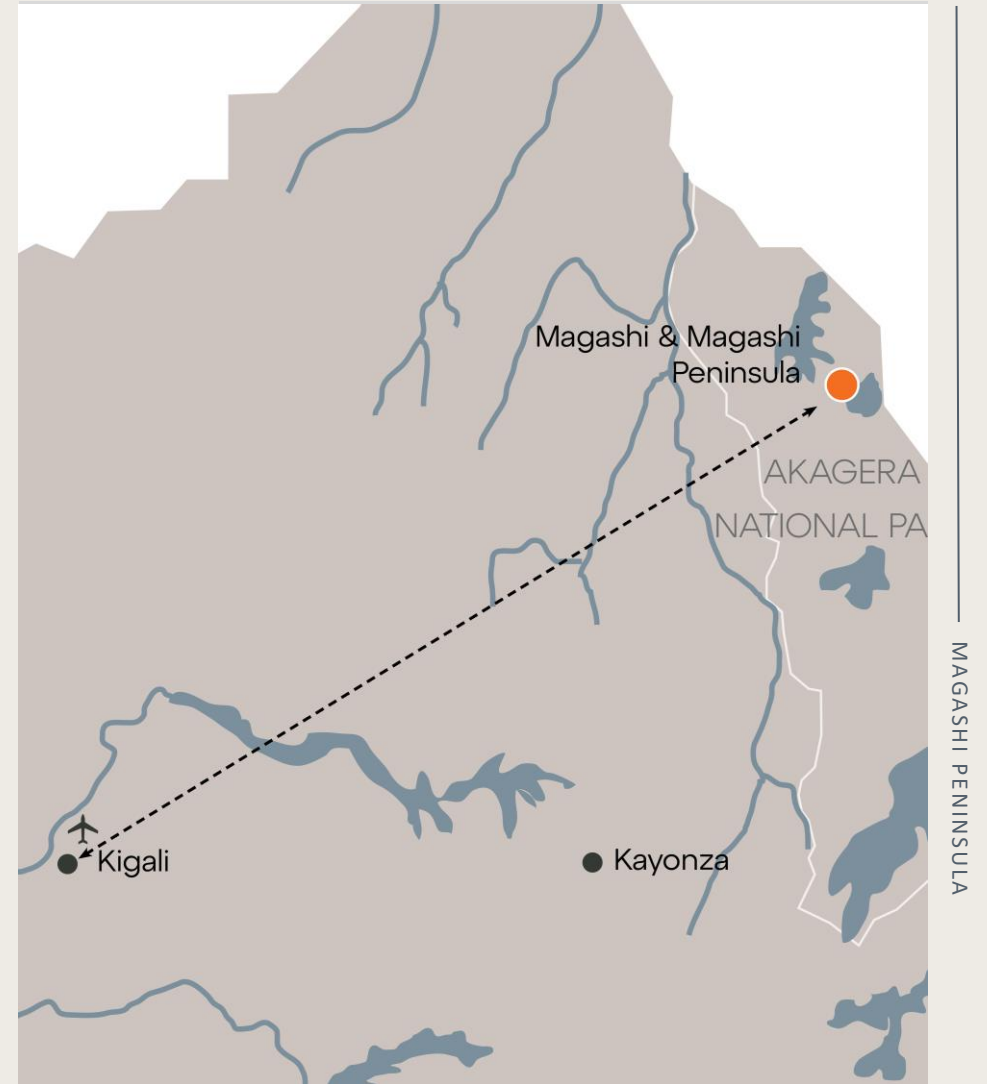 Magashi & Magashi
Peninsula
AKAGERA
NATIONAL PA
Kigali
Kayonza
MAGASHI PENINSULA